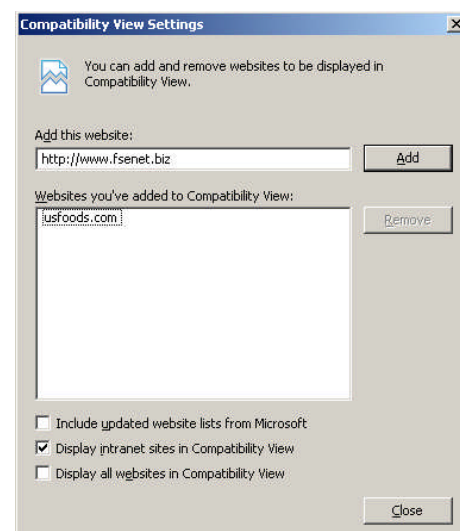 Compatibility View Settings
You can add and remove websites to be displayed in
Compatibility View.
Add this website:
http://www.fsenet.biz
Add
Websites you've added to Compatibility View:
usfoods.com
Remove
Include updated website lists from Microsoft
Display intranet sites in Compatibility View
Display all websites in Compatibility View
Close